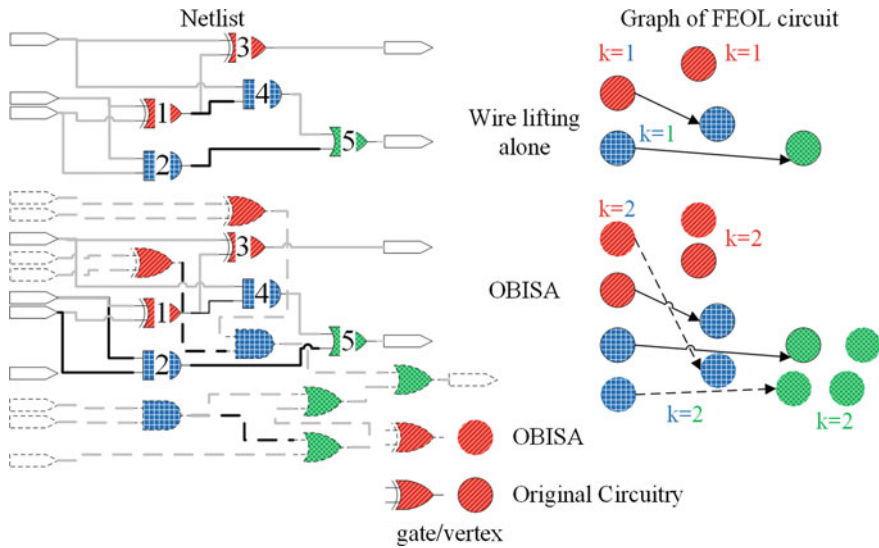 Netlist
Graph of FEOL circuit
3
4
1
2
5
k=1
k=1
k=1
Wire lifting
alone
3
4
1
2
5
k=2
k=2
k=2
k=2
OBISA
OBISA
Original Circuitry
gate/vertex